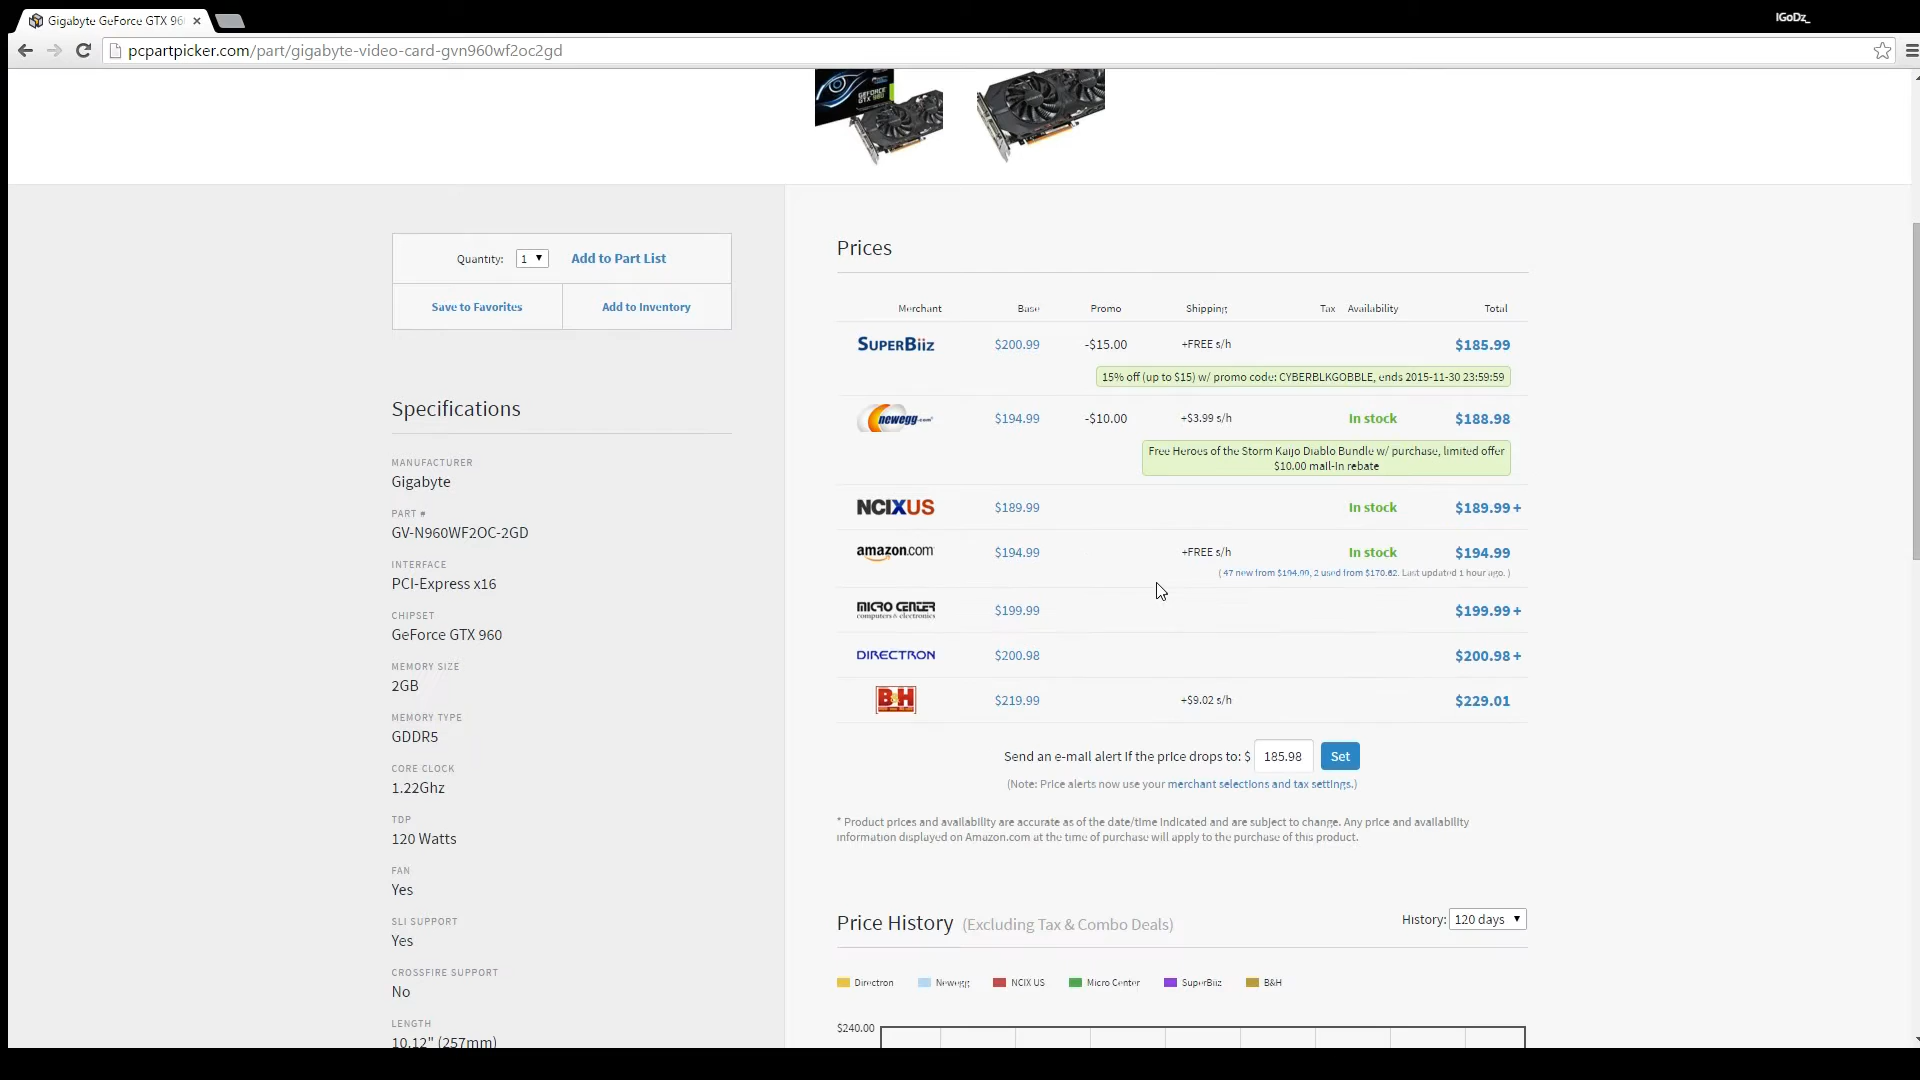 Gigabyte GeForce GTX 96
IGoDz_
pcpartpicker.com/part/gigabyte-video-card-gvn960wf2oc2gd
GEFORCE
GTX 960
Quantity: 1 Add to Part List
Save to Favorites Add to Inventory
Specifications
MANUFACTURER
Gigabyte
PART #
GV-N960WF2OC-2GD
INTERFACE
PCI-Express x16
CHIPSET
GeForce GTX 960
MEMORY SIZE
2GB
MEMORY TYPE
GDDR5
CORE CLOCK
1.22Ghz
TDP
120 Watts
FAN
Yes
SLI SUPPORT
Yes
CROSSFIRE SUPPORT
No
LENGTH
10.12" (257mm)
Prices
Merchant Base Promo Shipping Tax Availability Total
SUPERBIIZ $200.99 -$15.00 +FREE s/h $185.99
15% off (up to $15) w/ promo code: CYBERBLKGOBBLE, ends 2015-11-30 23:59:59
newegg.com $194.99 -$10.00 +$3.99 s/h In stock $188.98
Free Heroes of the Storm Kaijo Diablo Bundle w/ purchase, limited offer
$10.00 mail-in rebate
NCIXUS $189.99 In stock $189.99 +
amazon.com $194.99 +FREE s/h In stock $194.99
( 47 new from $194.99, 2 used from $170.62. Last updated 1 hour ago. )
MICRO CENTER $199.99 $199.99 +
computers & electronics
DIRECTRON $200.98 $200.98 +
B&H $219.99 +$9.02 s/h $229.01
Send an e-mail alert if the price drops to: $ 185.98 Set
(Note: Price alerts now use your merchant selections and tax settings.)
* Product prices and availability are accurate as of the date/time indicated and are subject to change. Any price and availability
information displayed on Amazon.com at the time of purchase will apply to the purchase of this product.
Price History (Excluding Tax & Combo Deals) History: 120 days
Directron Newegg NCIX US Micro Center SuperBiiz B&H
$240.00